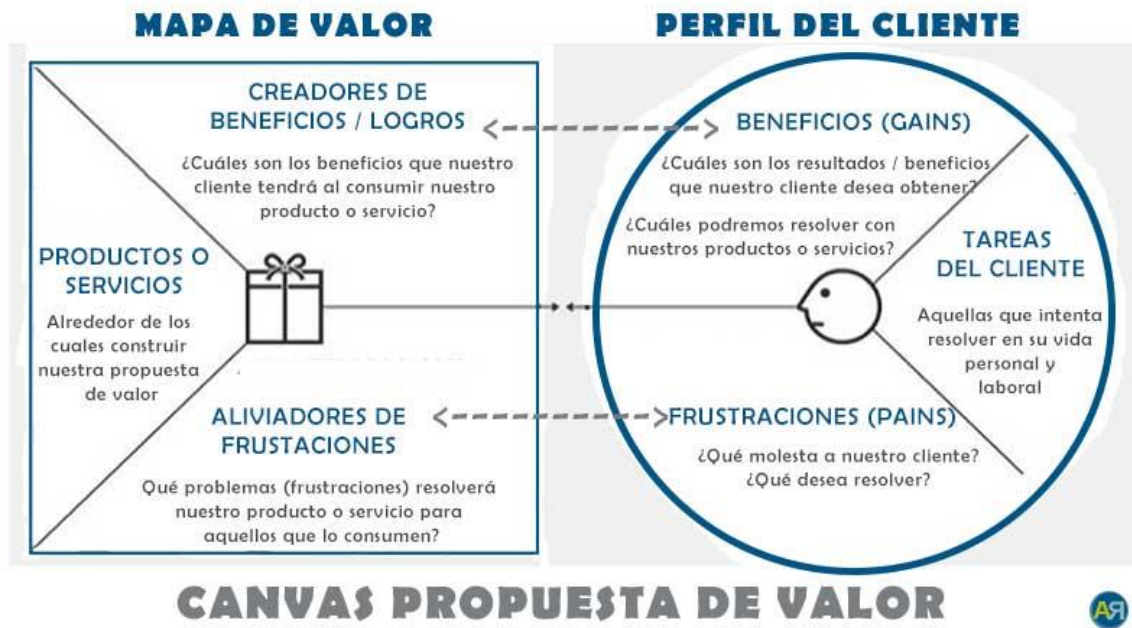 MAPA DE VALOR
CREADORES DE
BENEFICIOS / LOGROS
¿Cuáles son los beneficios que nuestro
cliente tendrá al consumir nuestro
producto o servicio?
PRODUCTOS O
SERVICIOS
Alrededor de los
cuales construir
nuestra propuesta
de valor
ALIVIADORES DE
FRUSTACIONES
Qué problemas (frustraciones) resolverá
nuestro producto o servicio para
aquellos que lo consumen?
PERFIL DEL CLIENTE
BENEFICIOS (GAINS)
¿Cuáles son los resultados / beneficios
que nuestro cliente desea obtener?
¿Cuáles podremos resolver con
nuestros productos o servicios?
TAREAS
DEL CLIENTE
Aquellas que intenta
resolver en su vida
personal y
laboral
FRUSTRACIONES (PAINS)
¿Qué molesta a nuestro cliente?
¿Qué desea resolver?
CANVAS PROPUESTA DE VALOR